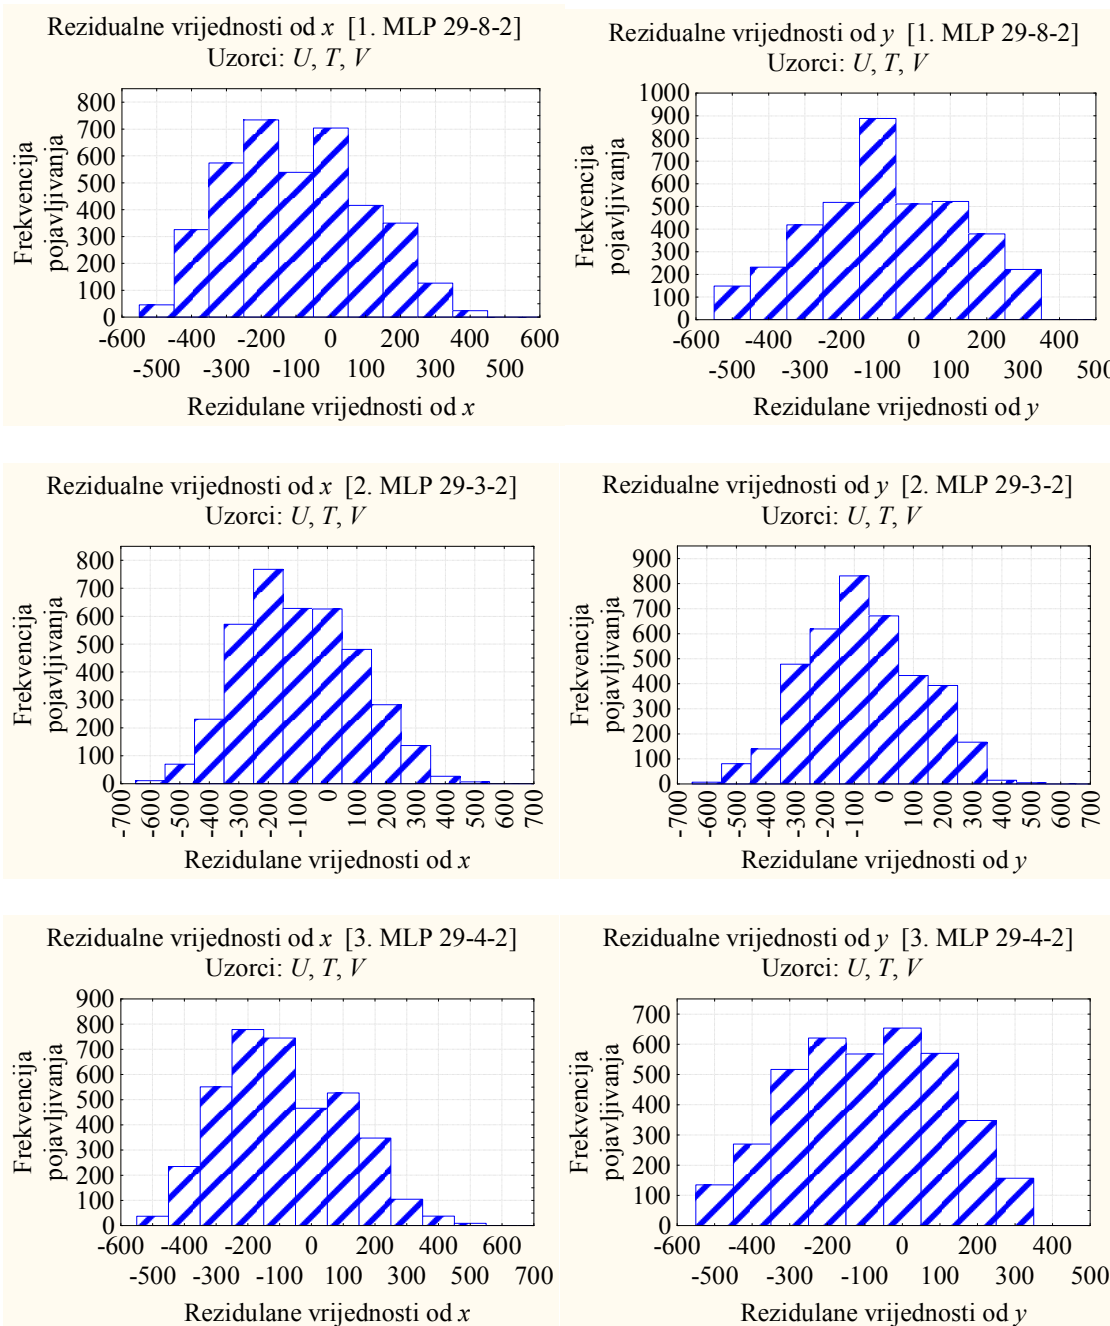 Rezidualne vrijednosti od x [1. MLP 29-8-2]
Uzorci: U, T, V
Frekvencija
pojavljivanja
800
700
600
500
400
300
200
100
0
-600 -400 -200 0 200 400 600
-500 -300 -100 100 300 500
Rezidulane vrijednosti od x
Rezidualne vrijednosti od y [1. MLP 29-8-2]
Uzorci: U, T, V
Frekvencija
pojavljivanja
1000
900
800
700
600
500
400
300
200
100
0
-600 -400 -200 0 200 400
-500 -300 -100 100 300 500
Rezidulane vrijednosti od y
Rezidualne vrijednosti od x [2. MLP 29-3-2]
Uzorci: U, T, V
Frekvencija
pojavljivanja
800
700
600
500
400
300
200
100
0
-700 -600 -500 -400 -300 -200 -100 0 100 200 300 400 500 600 700
Rezidulane vrijednosti od x
Rezidualne vrijednosti od y [2. MLP 29-3-2]
Uzorci: U, T, V
Frekvencija
pojavljivanja
900
800
700
600
500
400
300
200
100
0
-700 -600 -500 -400 -300 -200 -100 0 100 200 300 400 500 600 700
Rezidulane vrijednosti od y
Rezidualne vrijednosti od x [3. MLP 29-4-2]
Uzorci: U, T, V
Frekvencija
pojavljivanja
900
800
700
600
500
400
300
200
100
0
-600 -400 -200 0 200 400 600
-500 -300 -100 100 300 500 700
Rezidulane vrijednosti od x
Rezidualne vrijednosti od y [3. MLP 29-4-2]
Uzorci: U, T, V
Frekvencija
pojavljivanja
700
600
500
400
300
200
100
0
-600 -400 -200 0 200 400
-500 -300 -100 100 300 500
Rezidulane vrijednosti od y